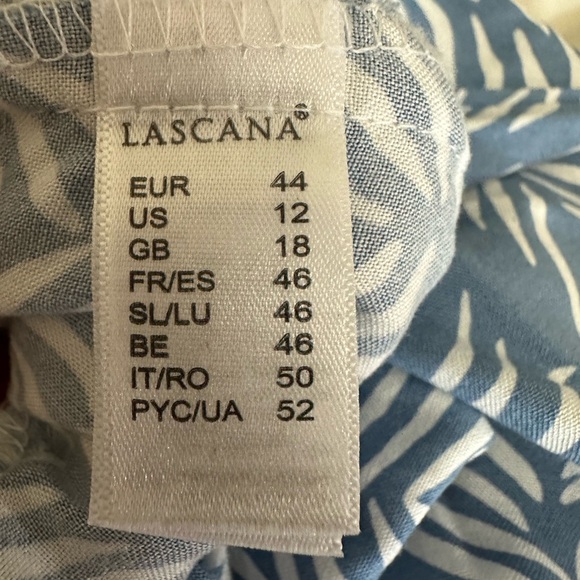 LASCANA®
EUR 44
US 12
GB 18
FR/ES 46
SL/LU 46
BE 46
IT/RO 50
PYC/UA 52